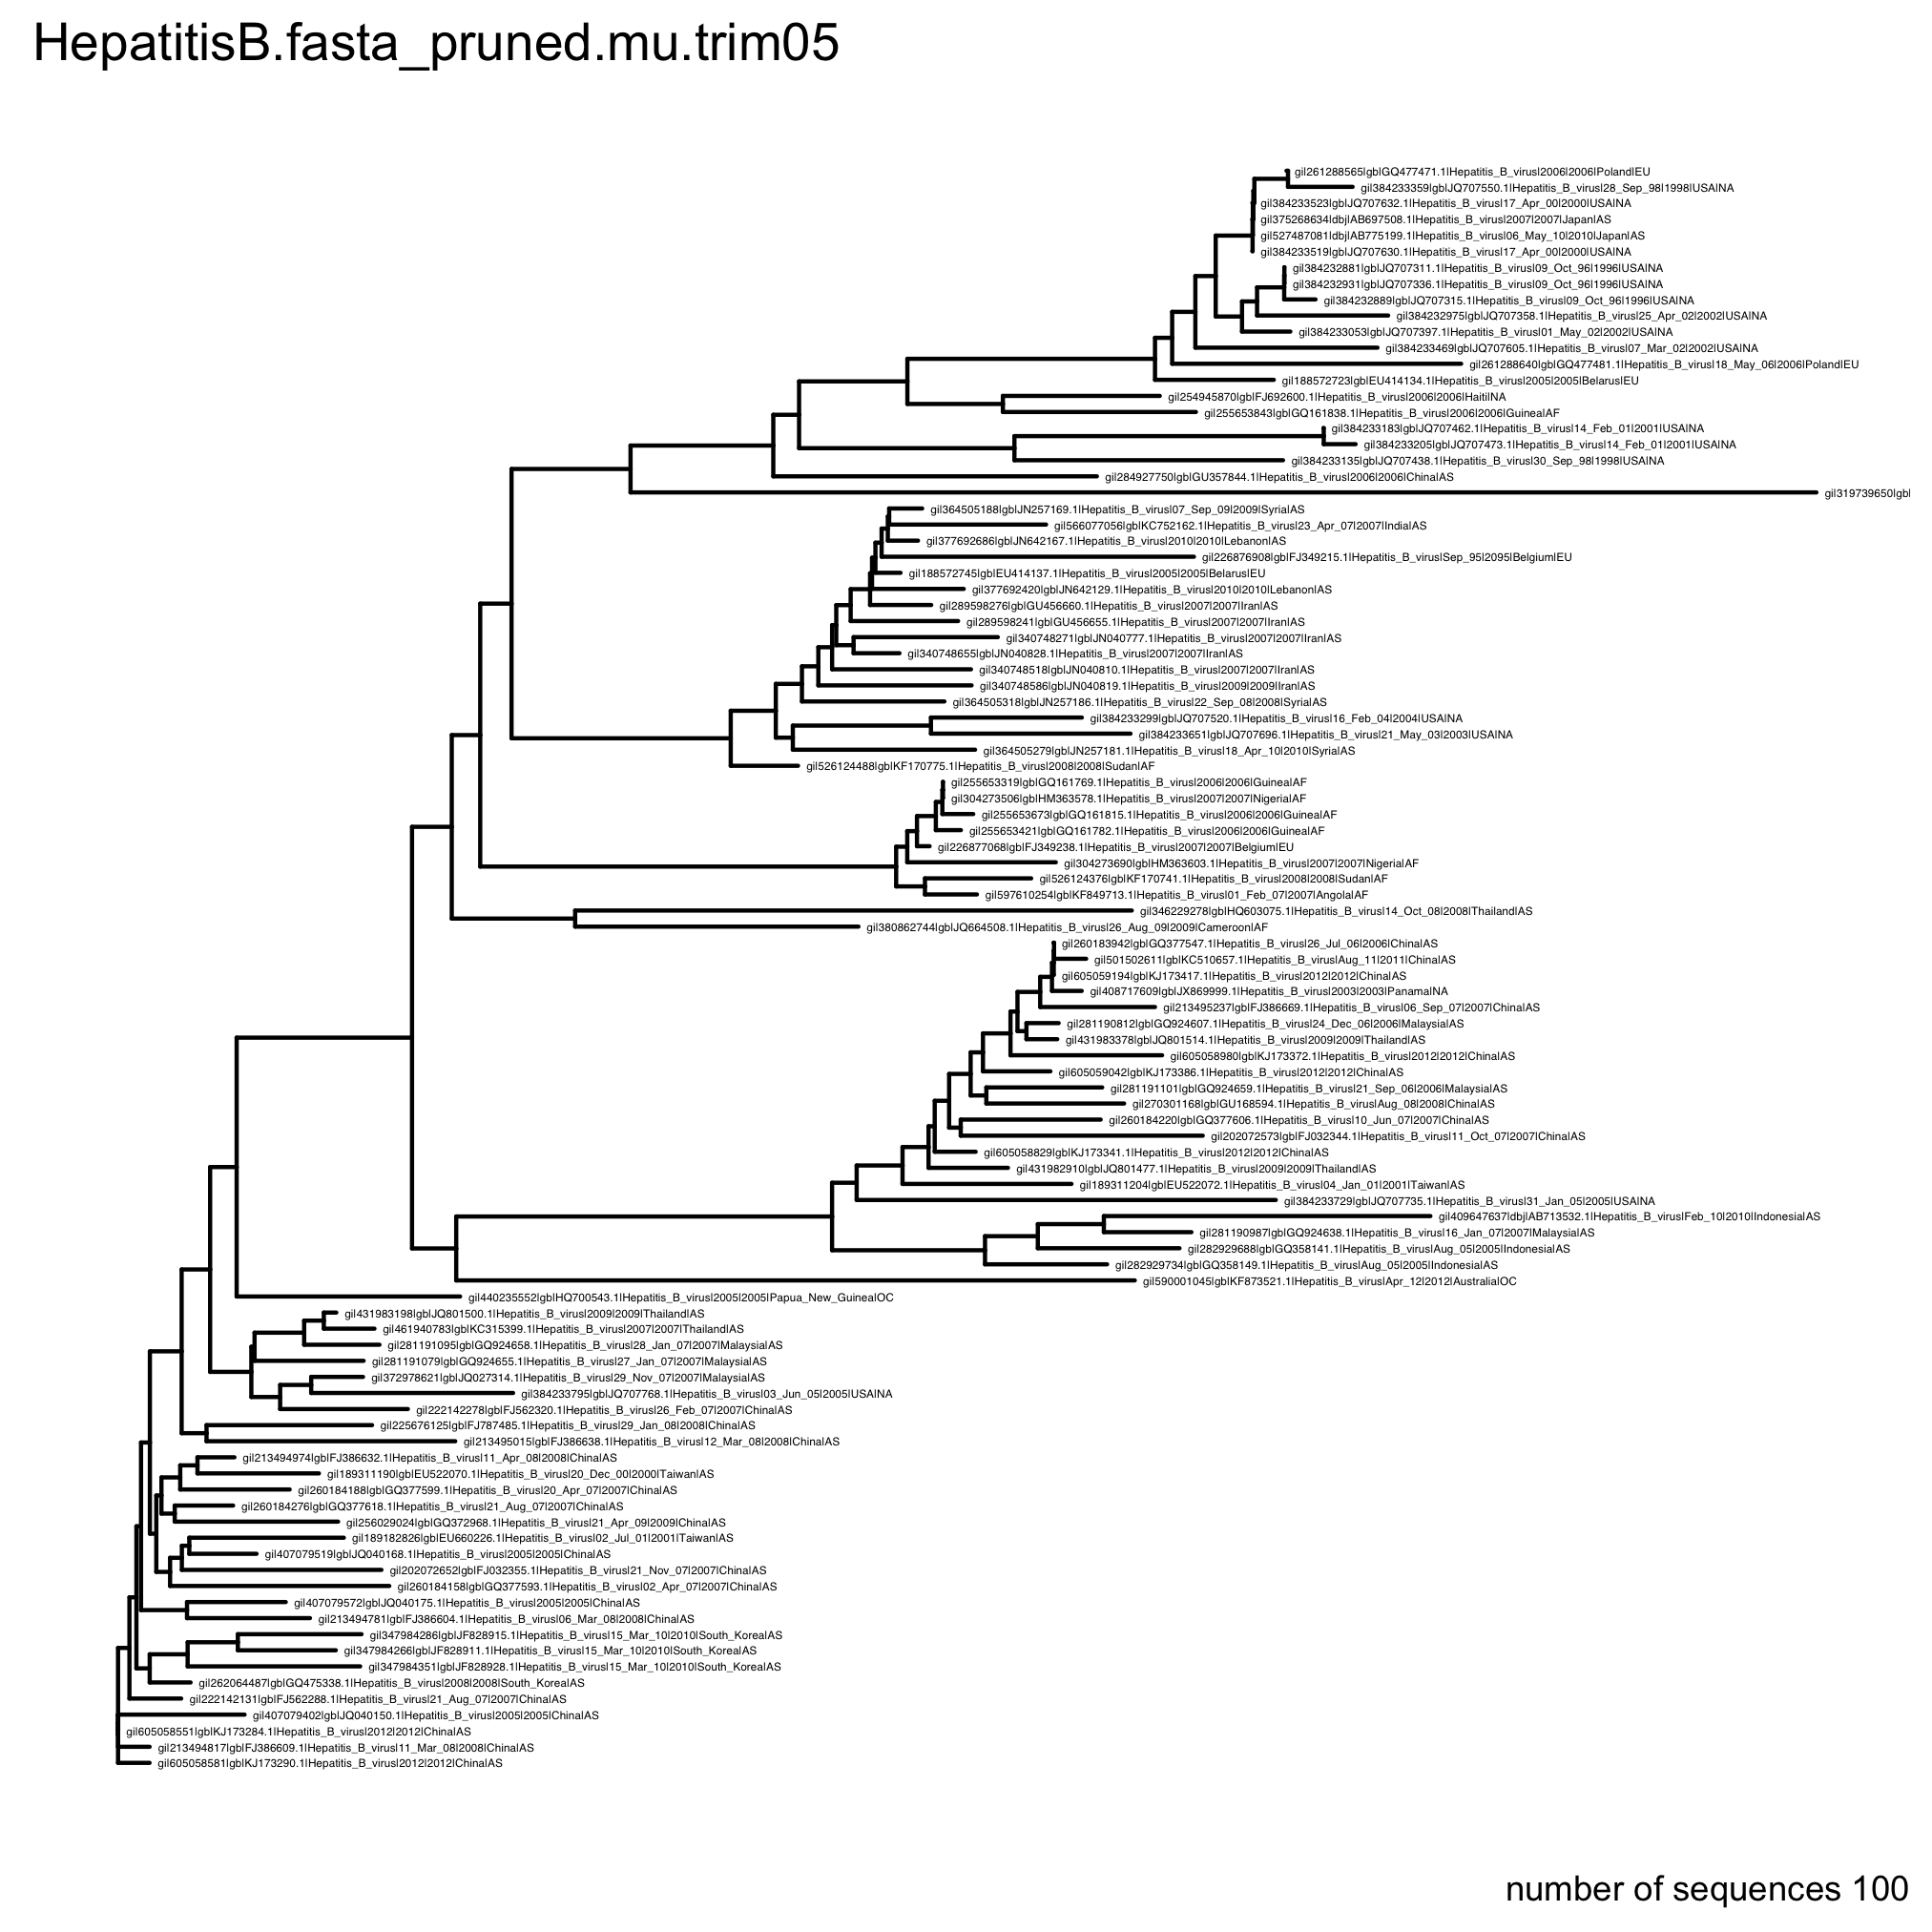 HepatitisB.fasta_pruned.mu.trim05
gi|261288565|gb|GQ477471.1|Hepatitis_B_virus|2006|2006|Poland|EU
gi|384233359|gb|JQ707550.1|Hepatitis_B_virus|28_Sep_98|1998|USA|NA
gi|384233523|gb|JQ707632.1|Hepatitis_B_virus|17_Apr_00|2000|USA|NA
gi|375268634|dbj|AB697508.1|Hepatitis_B_virus|2007|2007|Japan|AS
gi|527487081|dbj|AB775199.1|Hepatitis_B_virus|06_May_10|2010|Japan|AS
gi|384233519|gb|JQ707630.1|Hepatitis_B_virus|17_Apr_00|2000|USA|NA
gi|384232881|gb|JQ707311.1|Hepatitis_B_virus|09_Oct_96|1996|USA|NA
gi|384232931|gb|JQ707336.1|Hepatitis_B_virus|09_Oct_96|1996|USA|NA
gi|384232889|gb|JQ707315.1|Hepatitis_B_virus|09_Oct_96|1996|USA|NA
gi|384232975|gb|JQ707358.1|Hepatitis_B_virus|25_Apr_02|2002|USA|NA
gi|384233053|gb|JQ707397.1|Hepatitis_B_virus|01_May_02|2002|USA|NA
gi|384233469|gb|JQ707605.1|Hepatitis_B_virus|07_Mar_02|2002|USA|NA
gi|261288640|gb|GQ477481.1|Hepatitis_B_virus|18_May_06|2006|Poland|EU
gi|188572723|gb|EU414134.1|Hepatitis_B_virus|2005|2005|Belarus|EU
gi|254945870|gb|FJ692600.1|Hepatitis_B_virus|2006|2006|Haiti|NA
gi|255653843|gb|GQ161838.1|Hepatitis_B_virus|2006|2006|Guinea|AF
gi|384233183|gb|JQ707462.1|Hepatitis_B_virus|14_Feb_01|2001|USA|NA
gi|384233205|gb|JQ707473.1|Hepatitis_B_virus|14_Feb_01|2001|USA|NA
gi|384233135|gb|JQ707438.1|Hepatitis_B_virus|30_Sep_98|1998|USA|NA
gi|284927750|gb|GU357844.1|Hepatitis_B_virus|2006|2006|China|AS
gi|319739650|gb|
gi|364505188|gb|JN257169.1|Hepatitis_B_virus|07_Sep_09|2009|Syria|AS
gi|566077056|gb|KC752162.1|Hepatitis_B_virus|23_Apr_07|2007|India|AS
gi|377692686|gb|JN642167.1|Hepatitis_B_virus|2010|2010|Lebanon|AS
gi|226876908|gb|FJ349215.1|Hepatitis_B_virus|Sep_95|2095|Belgium|EU
gi|188572745|gb|EU414137.1|Hepatitis_B_virus|2005|2005|Belarus|EU
gi|377692420|gb|JN642129.1|Hepatitis_B_virus|2010|2010|Lebanon|AS
gi|289598276|gb|GU456660.1|Hepatitis_B_virus|2007|2007|Iran|AS
gi|289598241|gb|GU456655.1|Hepatitis_B_virus|2007|2007|Iran|AS
gi|340748271|gb|JN040777.1|Hepatitis_B_virus|2007|2007|Iran|AS
gi|340748655|gb|JN040828.1|Hepatitis_B_virus|2007|2007|Iran|AS
gi|340748518|gb|JN040810.1|Hepatitis_B_virus|2007|2007|Iran|AS
gi|340748586|gb|JN040819.1|Hepatitis_B_virus|2009|2009|Iran|AS
gi|364505318|gb|JN257186.1|Hepatitis_B_virus|22_Sep_08|2008|Syria|AS
gi|384233299|gb|JQ707520.1|Hepatitis_B_virus|16_Feb_04|2004|USA|NA
gi|384233651|gb|JQ707696.1|Hepatitis_B_virus|21_May_03|2003|USA|NA
gi|364505279|gb|JN257181.1|Hepatitis_B_virus|18_Apr_10|2010|Syria|AS
gi|526124488|gb|KF170775.1|Hepatitis_B_virus|2008|2008|Sudan|AF
gi|255653319|gb|GQ161769.1|Hepatitis_B_virus|2006|2006|Guinea|AF
gi|304273506|gb|HM363578.1|Hepatitis_B_virus|2007|2007|Nigeria|AF
gi|255653673|gb|GQ161815.1|Hepatitis_B_virus|2006|2006|Guinea|AF
gi|255653421|gb|GQ161782.1|Hepatitis_B_virus|2006|2006|Guinea|AF
gi|226877068|gb|FJ349238.1|Hepatitis_B_virus|2007|2007|Belgium|EU
gi|304273690|gb|HM363603.1|Hepatitis_B_virus|2007|2007|Nigeria|AF
gi|526124376|gb|KF170741.1|Hepatitis_B_virus|2008|2008|Sudan|AF
gi|597610254|gb|KF849713.1|Hepatitis_B_virus|01_Feb_07|2007|Angola|AF
gi|346229278|gb|HQ603075.1|Hepatitis_B_virus|14_Oct_08|2008|Thailand|AS
gi|380862744|gb|JQ664508.1|Hepatitis_B_virus|26_Aug_09|2009|Cameroon|AF
gi|260183942|gb|GQ377547.1|Hepatitis_B_virus|26_Jul_06|2006|China|AS
gi|501502611|gb|KC510657.1|Hepatitis_B_virus|Aug_11|2011|China|AS
gi|605059194|gb|KJ173417.1|Hepatitis_B_virus|2012|2012|China|AS
gi|408717609|gb|JX869999.1|Hepatitis_B_virus|2003|2003|Panama|NA
gi|213495237|gb|FJ386669.1|Hepatitis_B_virus|06_Sep_07|2007|China|AS
gi|281190812|gb|GQ924607.1|Hepatitis_B_virus|24_Dec_06|2006|Malaysia|AS
gi|431983378|gb|JQ801514.1|Hepatitis_B_virus|2009|2009|Thailand|AS
gi|605058980|gb|KJ173372.1|Hepatitis_B_virus|2012|2012|China|AS
gi|605059042|gb|KJ173386.1|Hepatitis_B_virus|2012|2012|China|AS
gi|281191101|gb|GQ924659.1|Hepatitis_B_virus|21_Sep_06|2006|Malaysia|AS
gi|270301168|gb|GU168594.1|Hepatitis_B_virus|Aug_08|2008|China|AS
gi|260184220|gb|GQ377606.1|Hepatitis_B_virus|10_Jun_07|2007|China|AS
gi|202072573|gb|FJ032344.1|Hepatitis_B_virus|11_Oct_07|2007|China|AS
gi|605058829|gb|KJ173341.1|Hepatitis_B_virus|2012|2012|China|AS
gi|431982910|gb|JQ801477.1|Hepatitis_B_virus|2009|2009|Thailand|AS
gi|189311204|gb|EU522072.1|Hepatitis_B_virus|04_Jan_01|2001|Taiwan|AS
gi|384233729|gb|JQ707735.1|Hepatitis_B_virus|31_Jan_05|2005|USA|NA
gi|409647637|dbj|AB713532.1|Hepatitis_B_virus|Feb_10|2010|Indonesia|AS
gi|281190987|gb|GQ924638.1|Hepatitis_B_virus|16_Jan_07|2007|Malaysia|AS
gi|282929688|gb|GQ358141.1|Hepatitis_B_virus|Aug_05|2005|Indonesia|AS
gi|282929734|gb|GQ358149.1|Hepatitis_B_virus|Aug_05|2005|Indonesia|AS
gi|590001045|gb|KF873521.1|Hepatitis_B_virus|Apr_12|2012|Australia|OC
gi|440235552|gb|HQ700543.1|Hepatitis_B_virus|2005|2005|Papua_New_Guinea|OC
gi|431983198|gb|JQ801500.1|Hepatitis_B_virus|2009|2009|Thailand|AS
gi|461940783|gb|KC315399.1|Hepatitis_B_virus|2007|2007|Thailand|AS
gi|281191095|gb|GQ924658.1|Hepatitis_B_virus|28_Jan_07|2007|Malaysia|AS
gi|281191079|gb|GQ924655.1|Hepatitis_B_virus|27_Jan_07|2007|Malaysia|AS
gi|372978621|gb|JQ027314.1|Hepatitis_B_virus|29_Nov_07|2007|Malaysia|AS
gi|384233795|gb|JQ707768.1|Hepatitis_B_virus|03_Jun_05|2005|USA|NA
gi|222142278|gb|FJ562320.1|Hepatitis_B_virus|26_Feb_07|2007|China|AS
gi|225676125|gb|FJ787485.1|Hepatitis_B_virus|29_Jan_08|2008|China|AS
gi|213495015|gb|FJ386638.1|Hepatitis_B_virus|12_Mar_08|2008|China|AS
gi|213494974|gb|FJ386632.1|Hepatitis_B_virus|11_Apr_08|2008|China|AS
gi|189311190|gb|EU522070.1|Hepatitis_B_virus|20_Dec_00|2000|Taiwan|AS
gi|260184188|gb|GQ377599.1|Hepatitis_B_virus|20_Apr_07|2007|China|AS
gi|260184276|gb|GQ377618.1|Hepatitis_B_virus|21_Aug_07|2007|China|AS
gi|256029024|gb|GQ372968.1|Hepatitis_B_virus|21_Apr_09|2009|China|AS
gi|189182826|gb|EU660226.1|Hepatitis_B_virus|02_Jul_01|2001|Taiwan|AS
gi|407079519|gb|JQ040168.1|Hepatitis_B_virus|2005|2005|China|AS
gi|202072652|gb|FJ032355.1|Hepatitis_B_virus|21_Nov_07|2007|China|AS
gi|260184158|gb|GQ377593.1|Hepatitis_B_virus|02_Apr_07|2007|China|AS
gi|407079572|gb|JQ040175.1|Hepatitis_B_virus|2005|2005|China|AS
gi|213494781|gb|FJ386604.1|Hepatitis_B_virus|06_Mar_08|2008|China|AS
gi|347984286|gb|JF828915.1|Hepatitis_B_virus|15_Mar_10|2010|South_Korea|AS
gi|347984266|gb|JF828911.1|Hepatitis_B_virus|15_Mar_10|2010|South_Korea|AS
gi|347984351|gb|JF828928.1|Hepatitis_B_virus|15_Mar_10|2010|South_Korea|AS
gi|262064487|gb|GQ475338.1|Hepatitis_B_virus|2008|2008|South_Korea|AS
gi|222142131|gb|FJ562288.1|Hepatitis_B_virus|21_Aug_07|2007|China|AS
gi|407079402|gb|JQ040150.1|Hepatitis_B_virus|2005|2005|China|AS
gi|605058551|gb|KJ173284.1|Hepatitis_B_virus|2012|2012|China|AS
gi|213494817|gb|FJ386609.1|Hepatitis_B_virus|11_Mar_08|2008|China|AS
gi|605058581|gb|KJ173290.1|Hepatitis_B_virus|2012|2012|China|AS
number of sequences 100